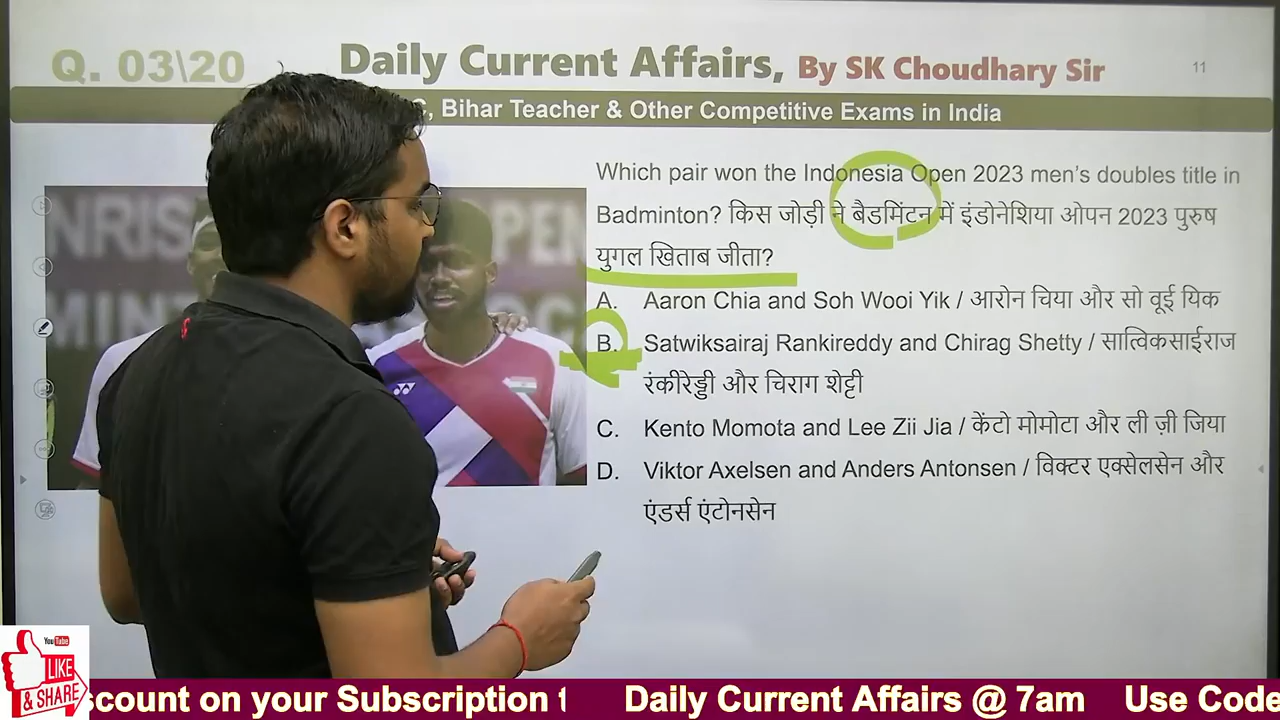 Q. 03\20
Daily Current Affairs, By SK Choudhary Sir
11
C, Bihar Teacher & Other Competitive Exams in India
Which pair won the Indonesia Open 2023 men's doubles title in
Badminton? किस जोड़ी ने बैडमिंटन में इंडोनेशिया ओपन 2023 पुरुष
युगल खिताब जीता?
A. Aaron Chia and Soh Wooi Yik / आरोन चिया और सो वूई यिक
B. Satwiksairaj Rankireddy and Chirag Shetty / सात्विकसाईराज
रंकीरेड्डी और चिराग शेट्टी
C. Kento Momota and Lee Zii Jia / केंटो मोमोटा और ली ज़ी जिया
D. Viktor Axelsen and Anders Antonsen / विक्टर एक्सेलसेन और
एंडर्स एंटोनसेन
NRIS PEN
MIN
YouTube
LIKE
& SHARE
scount on your Subscription Daily Current Affairs @ 7am Use Code